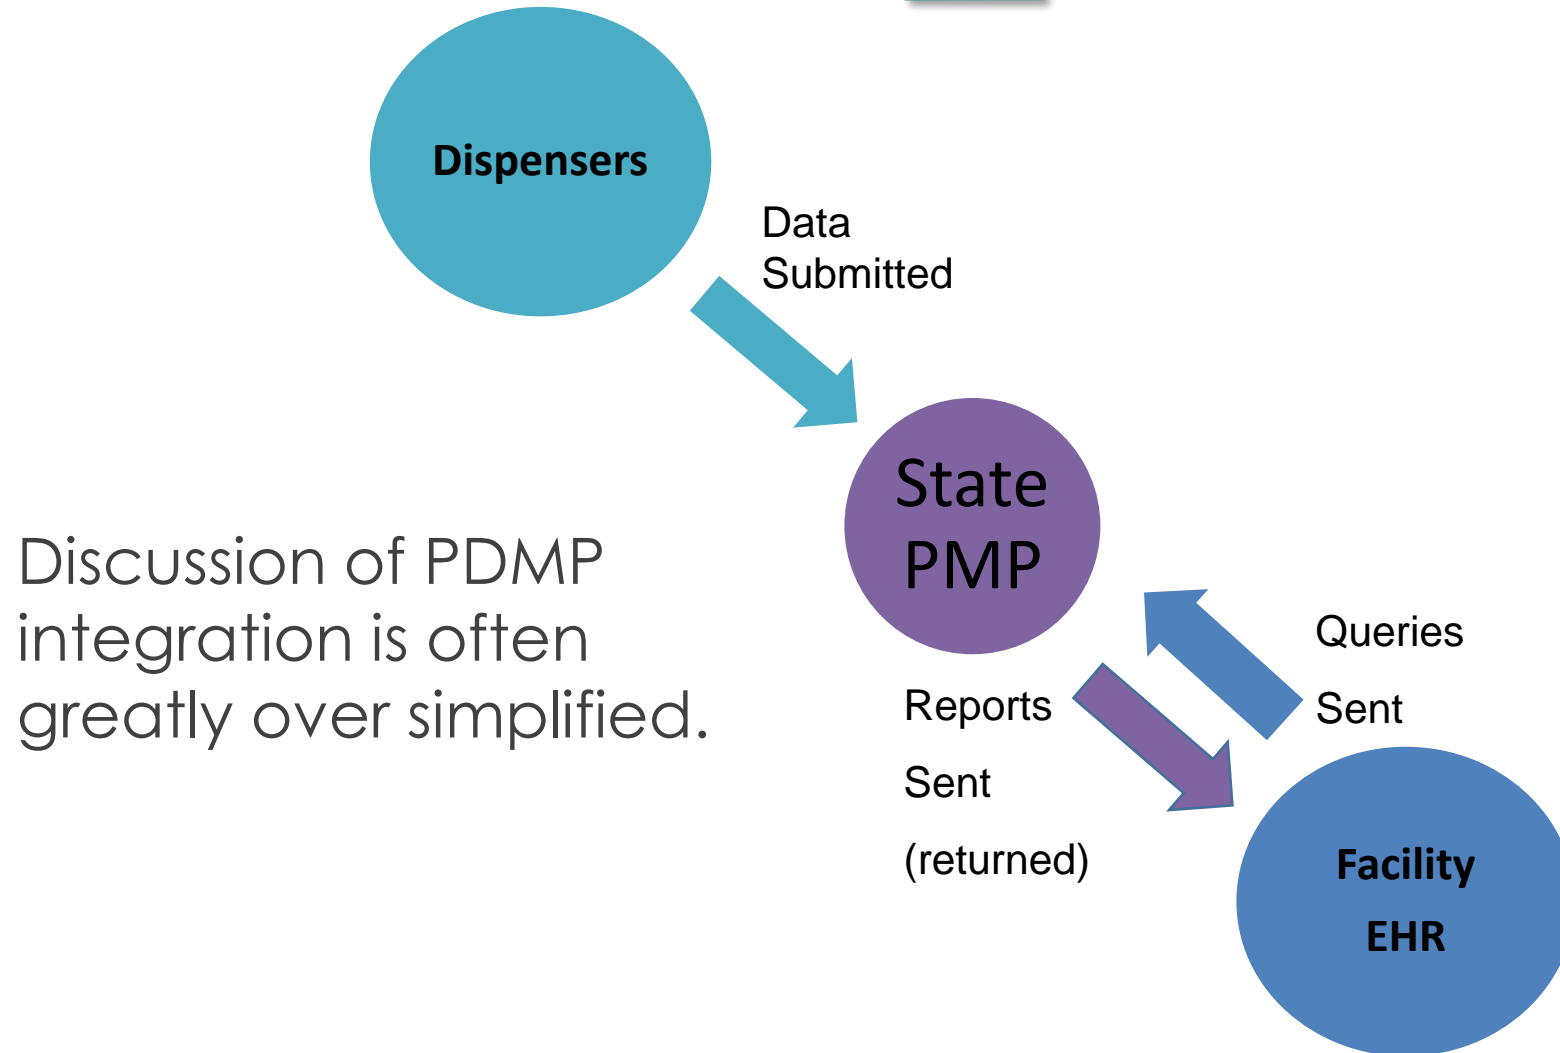 Dispensers
Data
Submitted
State
PMP
Discussion of PDMP
integration is often
greatly over simplified.
Queries
Sent
Reports
Sent
(returned)
Facility
EHR